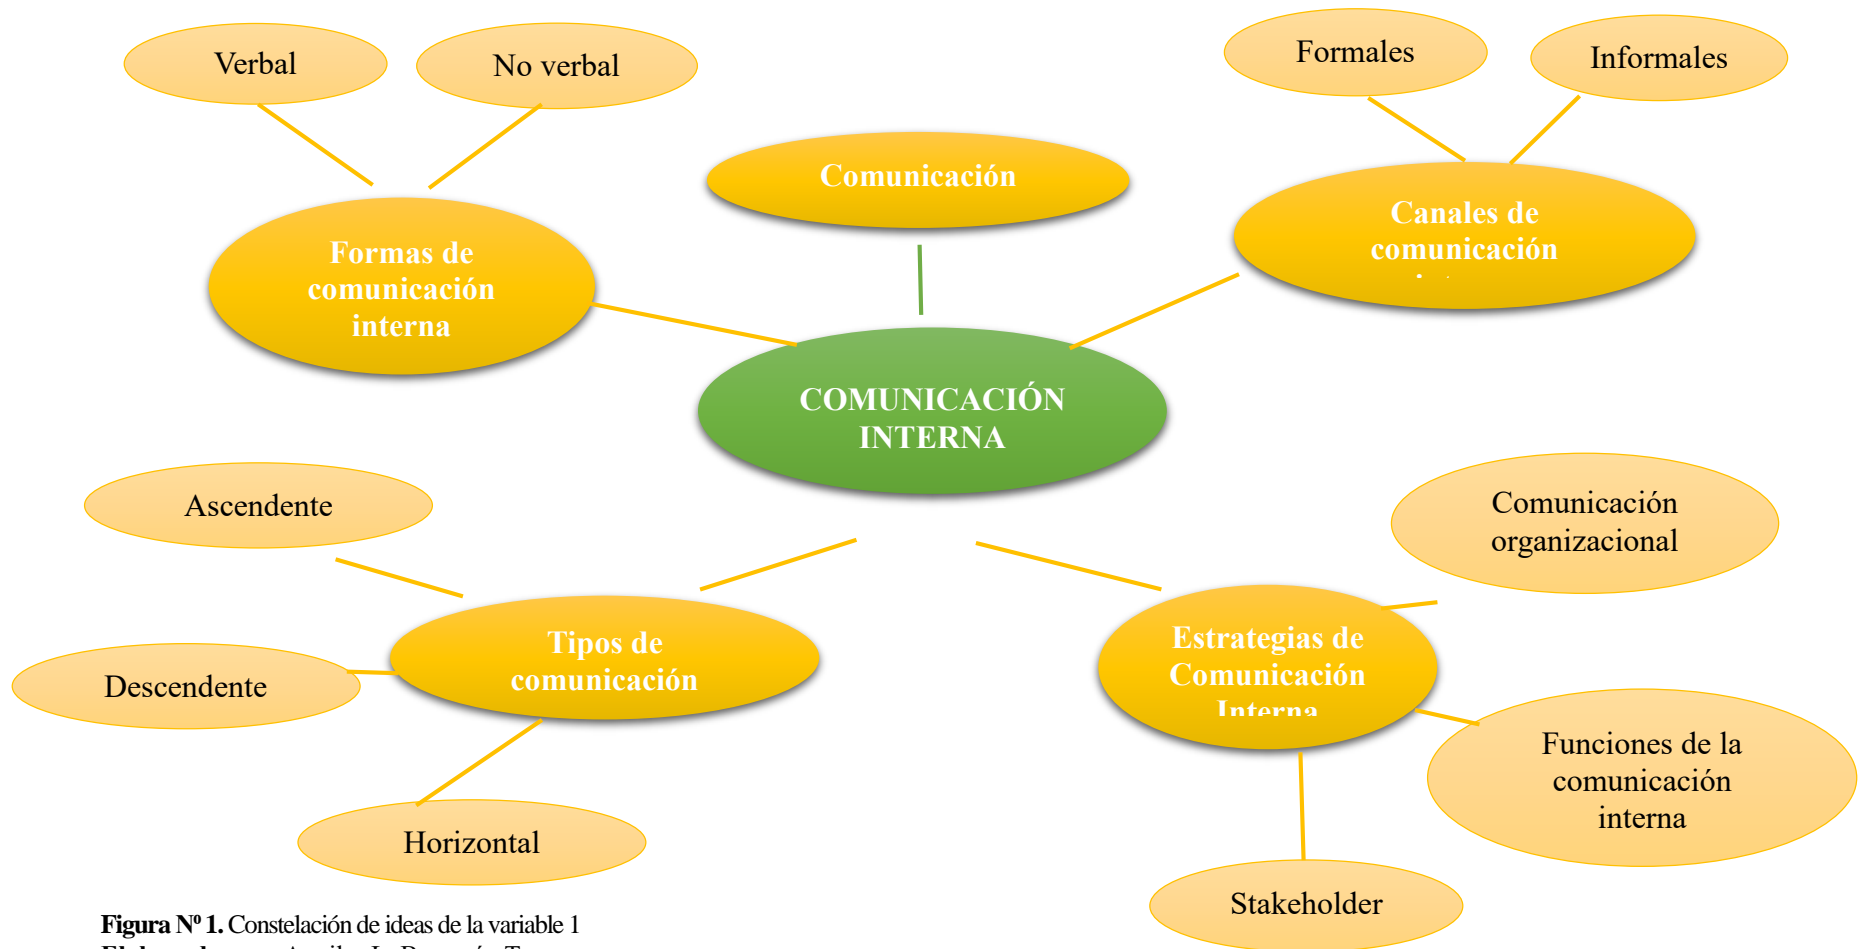 Verbal
No verbal
Formales
Informales
Comunicación
Canales de
comunicación
Formas de
comunicación
interna
COMUNICACIÓN
INTERNA
Ascendente
Comunicación
organizacional
Tipos de
comunicación
Estrategias de
Comunicación
Interna
Descendente
Funciones de la
comunicación
interna
Horizontal
Stakeholder
Figura Nº 1. Constelación de ideas de la variable 1